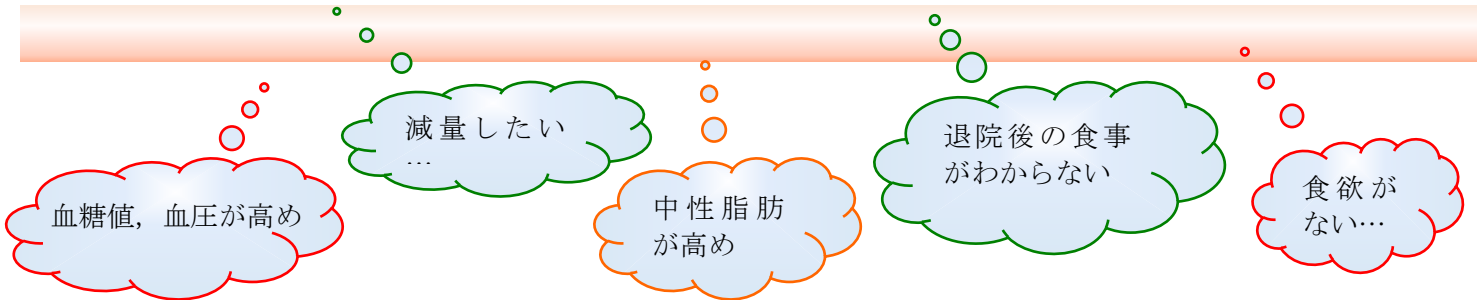 血糖値，血圧が高め
減量したい
…
中性脂肪
が高め
退院後の食事
がわからない
食欲が
ない…